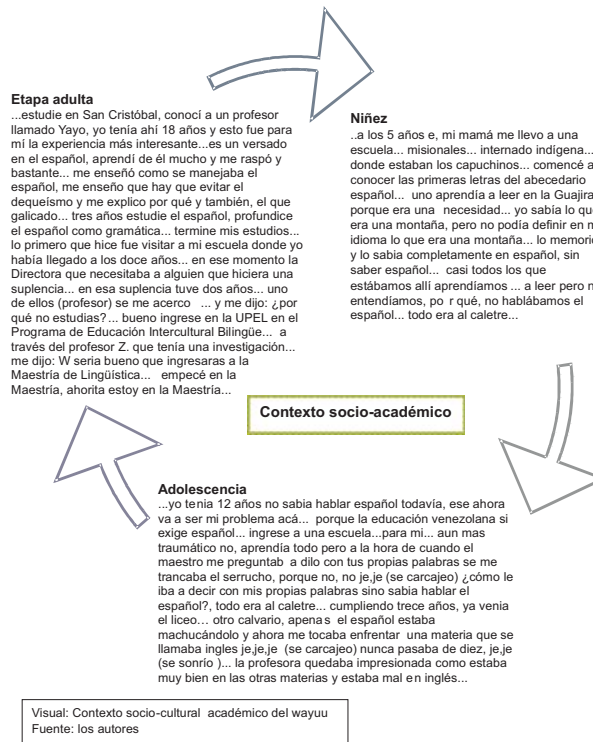 Etapa adulta
...estudie en San Cristóbal, conocí a un profesor
llamado Yayo, yo tenía ahí 18 años y esto fue para
mí la experiencia más interesante...es un versado
en el español, aprendí de él mucho y me raspó y
bastante... me enseñó como se manejaba el
español, me enseño que hay que evitar el
dequeísmo y me explico por qué y también, el que
galicado... tres años estudie el español, profundice
el español como gramática... termine mis estudios...
lo primero que hice fue visitar a mi escuela donde yo
había llegado a los doce años... en ese momento la
Directora que necesitaba a alguien que hiciera una
suplencia... en esa suplencia tuve dos años... uno
de ellos (profesor) se me acerco ... y me dijo: ¿por
qué no estudias?... bueno ingrese en la UPEL en el
Programa de Educación Intercultural Bilingüe... a
través del profesor Z. que tenía una investigación...
me dijo: W seria bueno que ingresaras a la
Maestría de Lingüística... empecé en la
Maestría, ahorita estoy en la Maestría...
Niñez
..a los 5 años e, mi mamá me llevo a una
escuela... misionales... internado indígena...
donde estaban los capuchinos... comencé a
conocer las primeras letras del abecedario
español... uno aprendía a leer en la Guajira
porque era una necesidad... yo sabía lo que
era una montaña, pero no podía definir en
idioma lo que era una montaña... lo memoric
y lo sabia completamente en español, sin
saber español... casi todos los que
estábamos allí aprendíamos ... a leer pero
entendíamos, po r qué, no hablábamos el
español... todo era al caletre...
Contexto socio-académico
Adolescencia
...yo tenia 12 años no sabia hablar español todavía, ese ahora
va a ser mi problema acá... porque la educación venezolana si
exige español... ingrese a una escuela...para mi... aun mas
traumático no, aprendía todo pero a la hora de cuando el
maestro me preguntab a dilo con tus propias palabras se me
trancaba el serrucho, porque no, no je,je (se carcajeo) ¿cómo le
iba a decir con mis propias palabras sino sabia hablar el
español?, todo era al caletre... cumpliendo trece años, ya venia
el liceo... otro calvario, apenas el español estaba
machucándolo y ahora me tocaba enfrentar una materia que se
llamaba ingles je,je,je (se carcajeo) nunca pasaba de diez, je,je
(se sonrío )... la profesora quedaba impresionada como estaba
muy bien en las otras materias y estaba mal en inglés...
Visual: Contexto socio-cultural académico del wayuu
Fuente: los autores